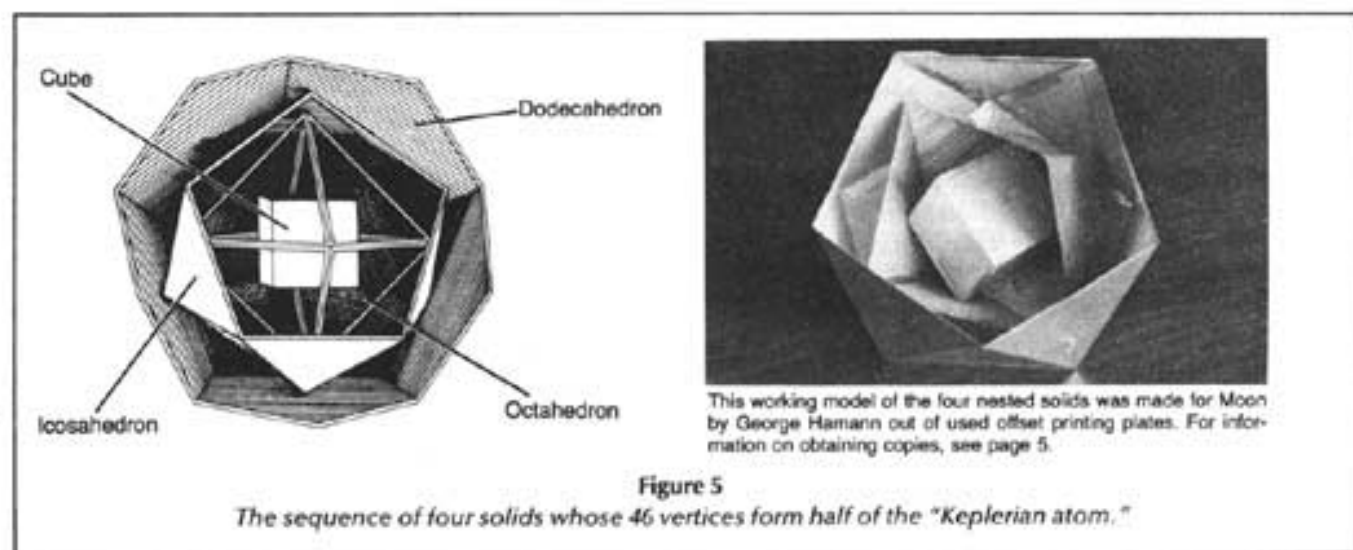 Cube
Dodecahedron
Icosahedron
Octahedron
This working model of the four nested solids was made for Moon
by George Hamann out of used offset printing plates. For infor-
mation on obtaining copies, see page 5.
Figure 5
The sequence of four solids whose 46 vertices form half of the “Keplerian atom.”